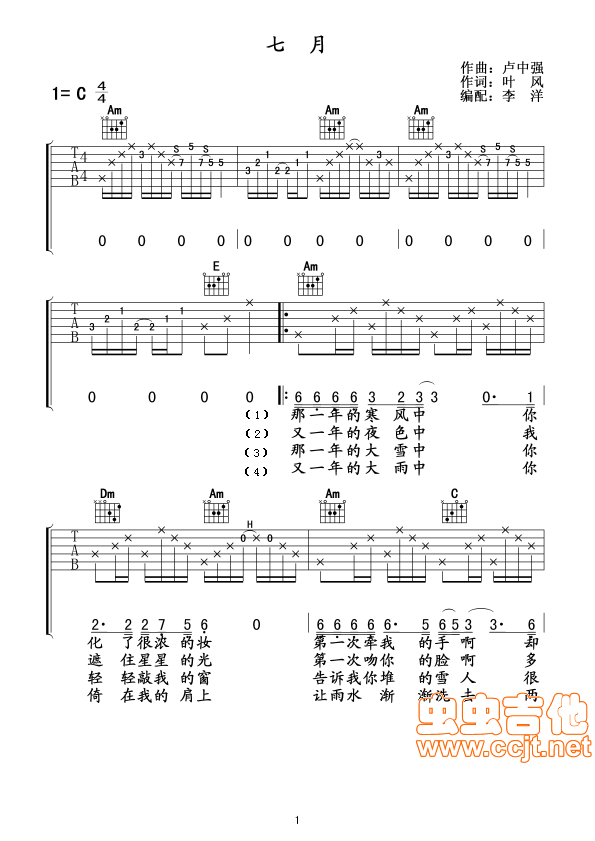 七 月
作曲：卢中强
作词：叶 风
编配：李 洋
1= C 4/4
Am Am Am
T A B 4 4 3 S 5 S 7 7 5 5 3 2 1 2 2 1 1 3 3 S 5 S 7 7 5 5
0 0 0 0 0 0 0 0 0 0 0 0
E Am
T A B 3 2 1 2 2 1 1
0 0 0 0 6 6 6 6 3 2 3 3 0· 1
（1）那一年的寒 风中 你
（2）又一年的夜 色中 我
（3）那一年的大 雪中 你
（4）又一年的大 雨中 你
Dm Am Am C
T A B 0 H 0
2· 2 2 7 5 6 0 6 6 6 6 6· 5 6 5 3 3· 6
化 了很浓 的妆 第一次牵我 的手 啊 却
遮 住星星 的光 第一次吻你 的脸 啊 多
轻 轻敲我 的窗 告诉我你堆 的雪 人 很
倚 在我的 肩上 让雨水 渐 渐洗 去 两
虫虫吉他
www.ccjt.net
1